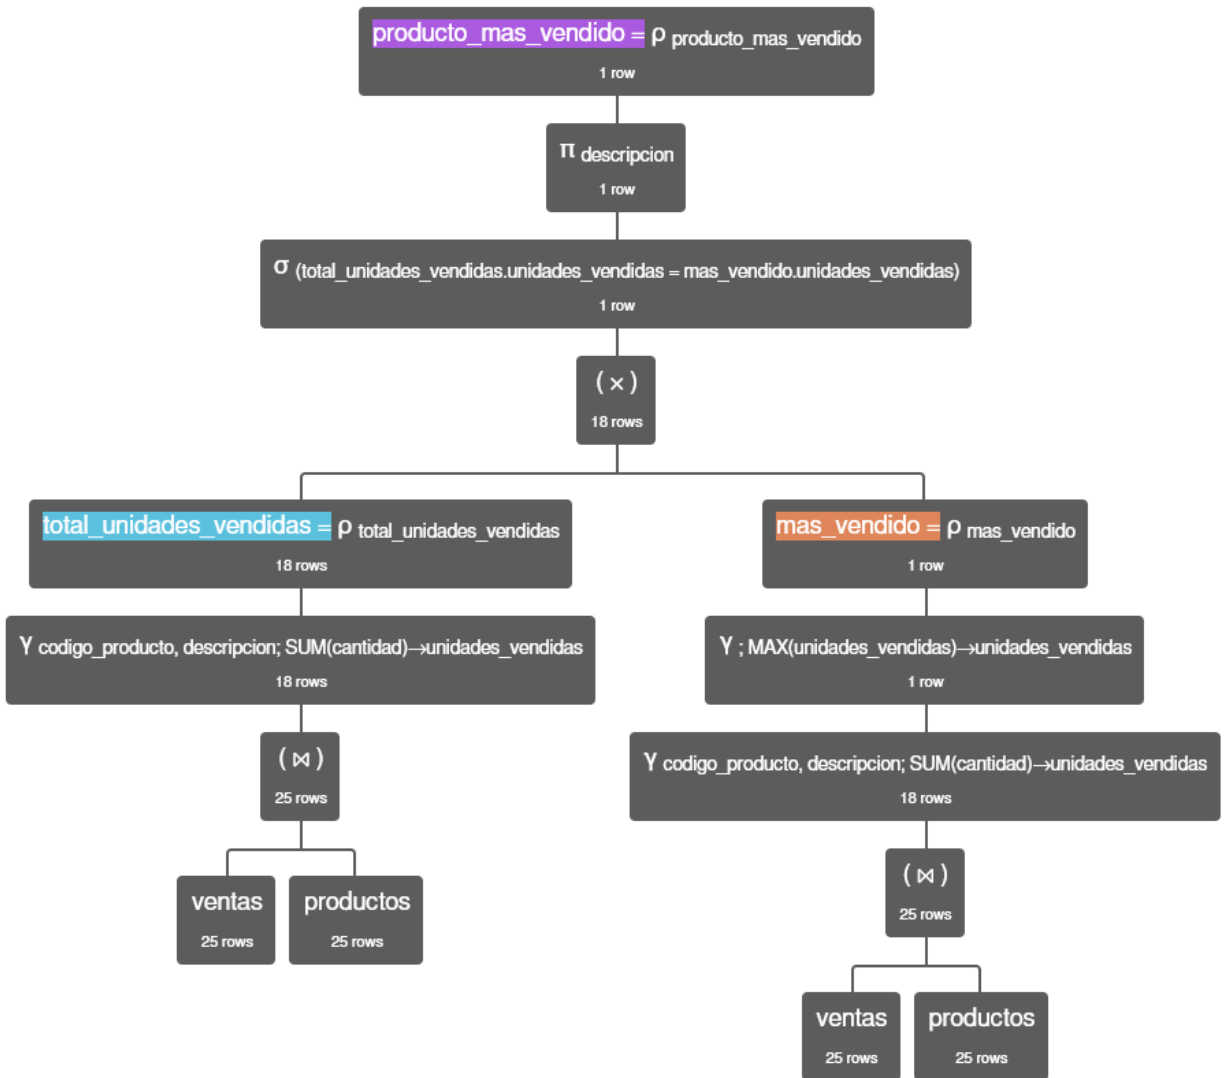 producto_mas_vendido = ρ producto_mas_vendido
1 row
π descripcion
1 row
σ (total_unidades_vendidas.unidades_vendidas = mas_vendido.unidades_vendidas)
1 row
( × )
18 rows
total_unidades_vendidas = ρ total_unidades_vendidas
18 rows
γ codigo_producto, descripcion; SUM(cantidad)→unidades_vendidas
18 rows
( ⋈ )
25 rows
ventas
25 rows
productos
25 rows
mas_vendido = ρ mas_vendido
1 row
γ ; MAX(unidades_vendidas)→unidades_vendidas
1 row
γ codigo_producto, descripcion; SUM(cantidad)→unidades_vendidas
18 rows
( ⋈ )
25 rows
ventas
25 rows
productos
25 rows